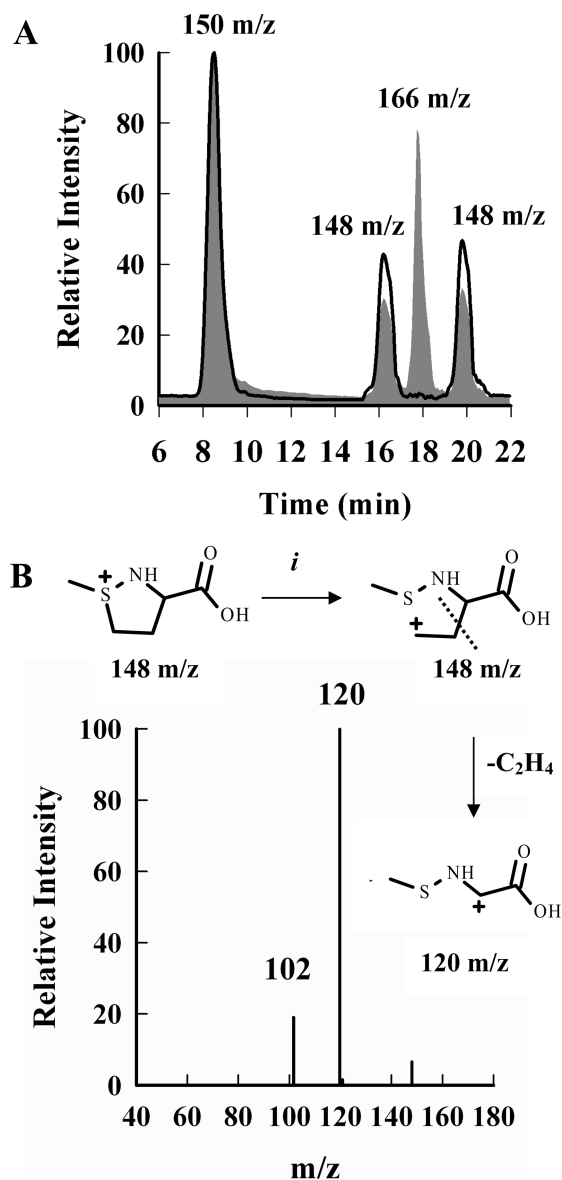 A
150 m/z
166 m/z
148 m/z
148 m/z
Relative Intensity
100
80
60
40
20
0
6 8 10 12 14 16 18 20 22
Time (min)
B
S + NH O OH
148 m/z
i
S + NH O OH
148 m/z
-C₂H₄
S NH + O OH
120 m/z
120
102
Relative Intensity
100
80
60
40
20
0
40 60 80 100 120 140 160 180
m/z